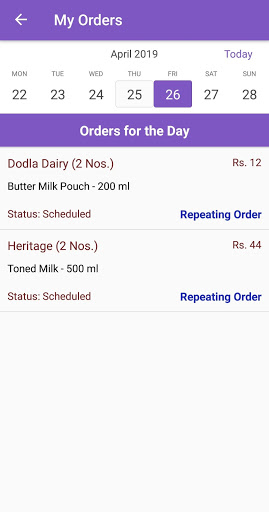 My Orders
April 2019 Today
MON TUE WED THU FRI SAT SUN
22 23 24 25 26 27 28
Orders for the Day
Dodla Dairy (2 Nos.) Rs. 12
Butter Milk Pouch - 200 ml
Status: Scheduled Repeating Order
Heritage (2 Nos.) Rs. 44
Toned Milk - 500 ml
Status: Scheduled Repeating Order